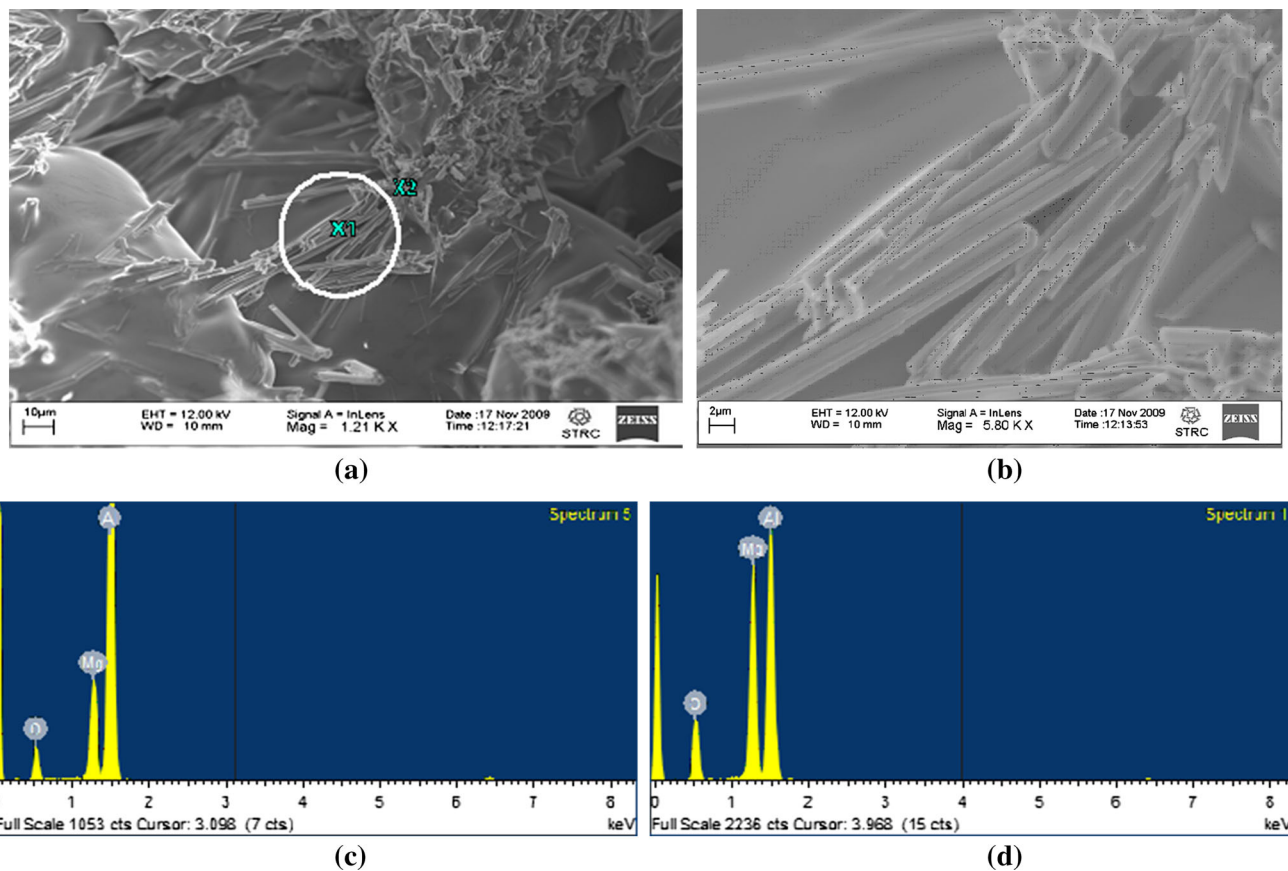 X2
X1
10µm
EHT = 12.00 kV
WD = 10 mm
Signal A = InLens
Mag = 1.21 K X
Date :17 Nov 2009
Time :12:17:21
STRC
ZEISS
2µm
EHT = 12.00 kV
WD = 10 mm
Signal A = InLens
Mag = 5.80 K X
Date :17 Nov 2009
Time :12:13:53
STRC
ZEISS
(a)
(b)
A
Spectrum 5
Mg
O
1 2 3 4 5 6 7 8
Full Scale 1053 cts Cursor: 3.098 (7 cts)
keV
(c)
Al
Spectrum 1
Mg
O
0 1 2 3 4 5 6 7 8
Full Scale 2236 cts Cursor: 3.968 (15 cts)
keV
(d)